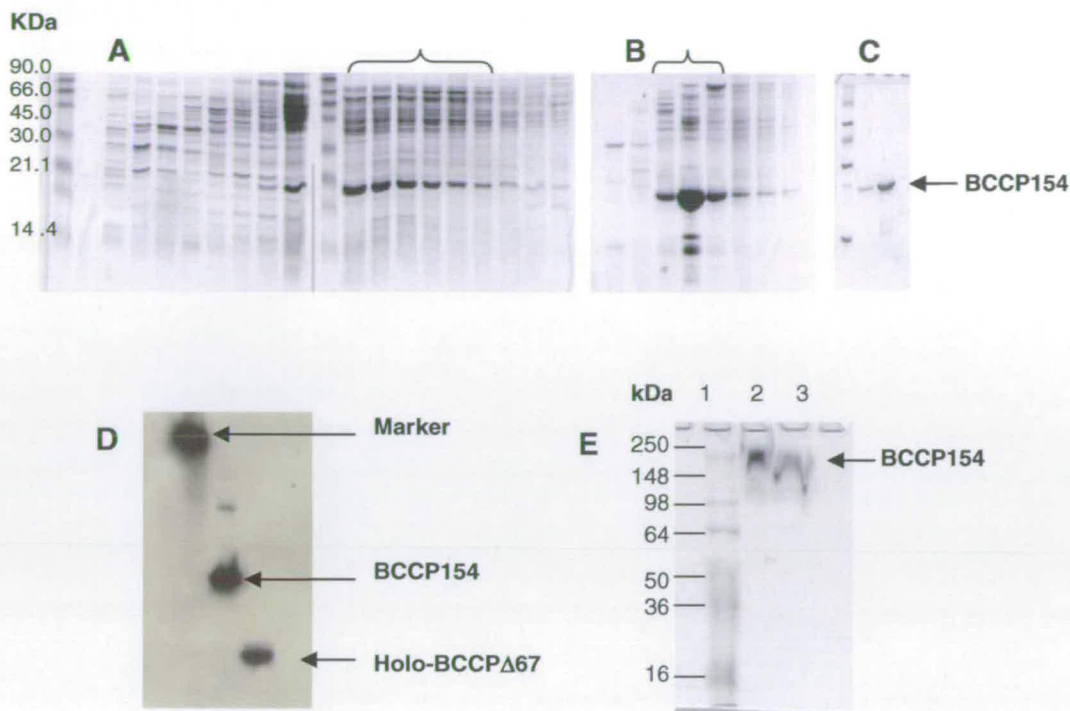 KDa
A
B
C
90.0
66.0
45.0
30.0
21.1
14 .4
BCCP154
kDa 1 2 3
D
Marker
BCCP154
Holo-BCCPΔ67
E
250
148
98
64
50
36
16
BCCP154